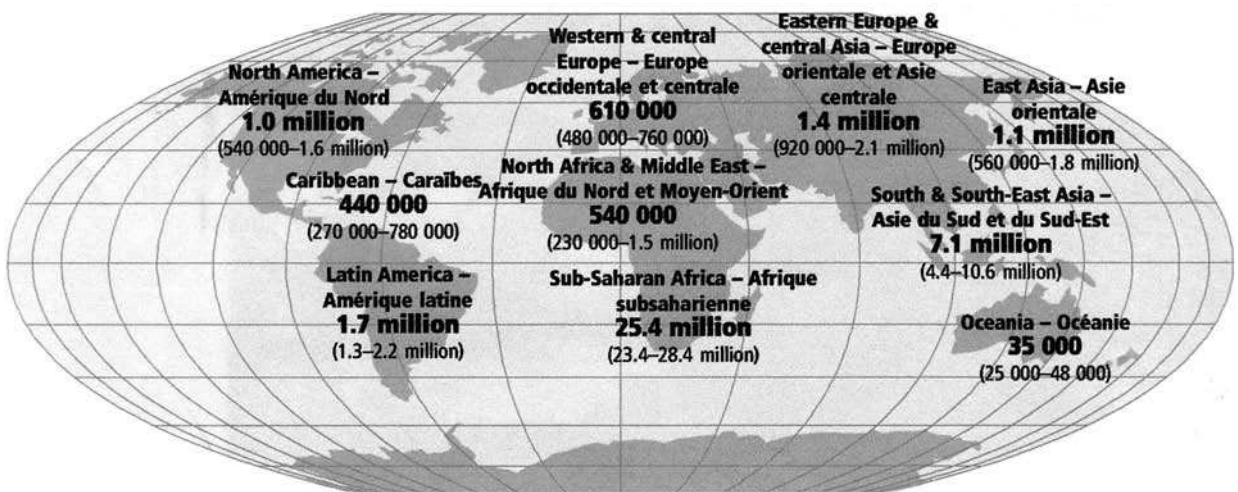 North America –
Amérique du Nord
1.0 million
(540 000–1.6 million)
Western & central
Europe – Europe
occidentale et centrale
610 000
(480 000–760 000)
Eastern Europe &
central Asia – Europe
orientale et Asie
centrale
1.4 million
(920 000–2.1 million)
East Asia – Asie
orientale
1.1 million
(560 000–1.8 million)
Caribbean – Caraïbes
440 000
(270 000–780 000)
North Africa & Middle East –
Afrique du Nord et Moyen-Orient
540 000
(230 000–1.5 million)
South & South-East Asia –
Asie du Sud et du Sud-Est
7.1 million
(4.4–10.6 million)
Latin America –
Amérique latine
1.7 million
(1.3–2.2 million)
Sub-Saharan Africa – Afrique
subsaharienne
25.4 million
(23.4–28.4 million)
Oceania – Océanie
35 000
(25 000–48 000)